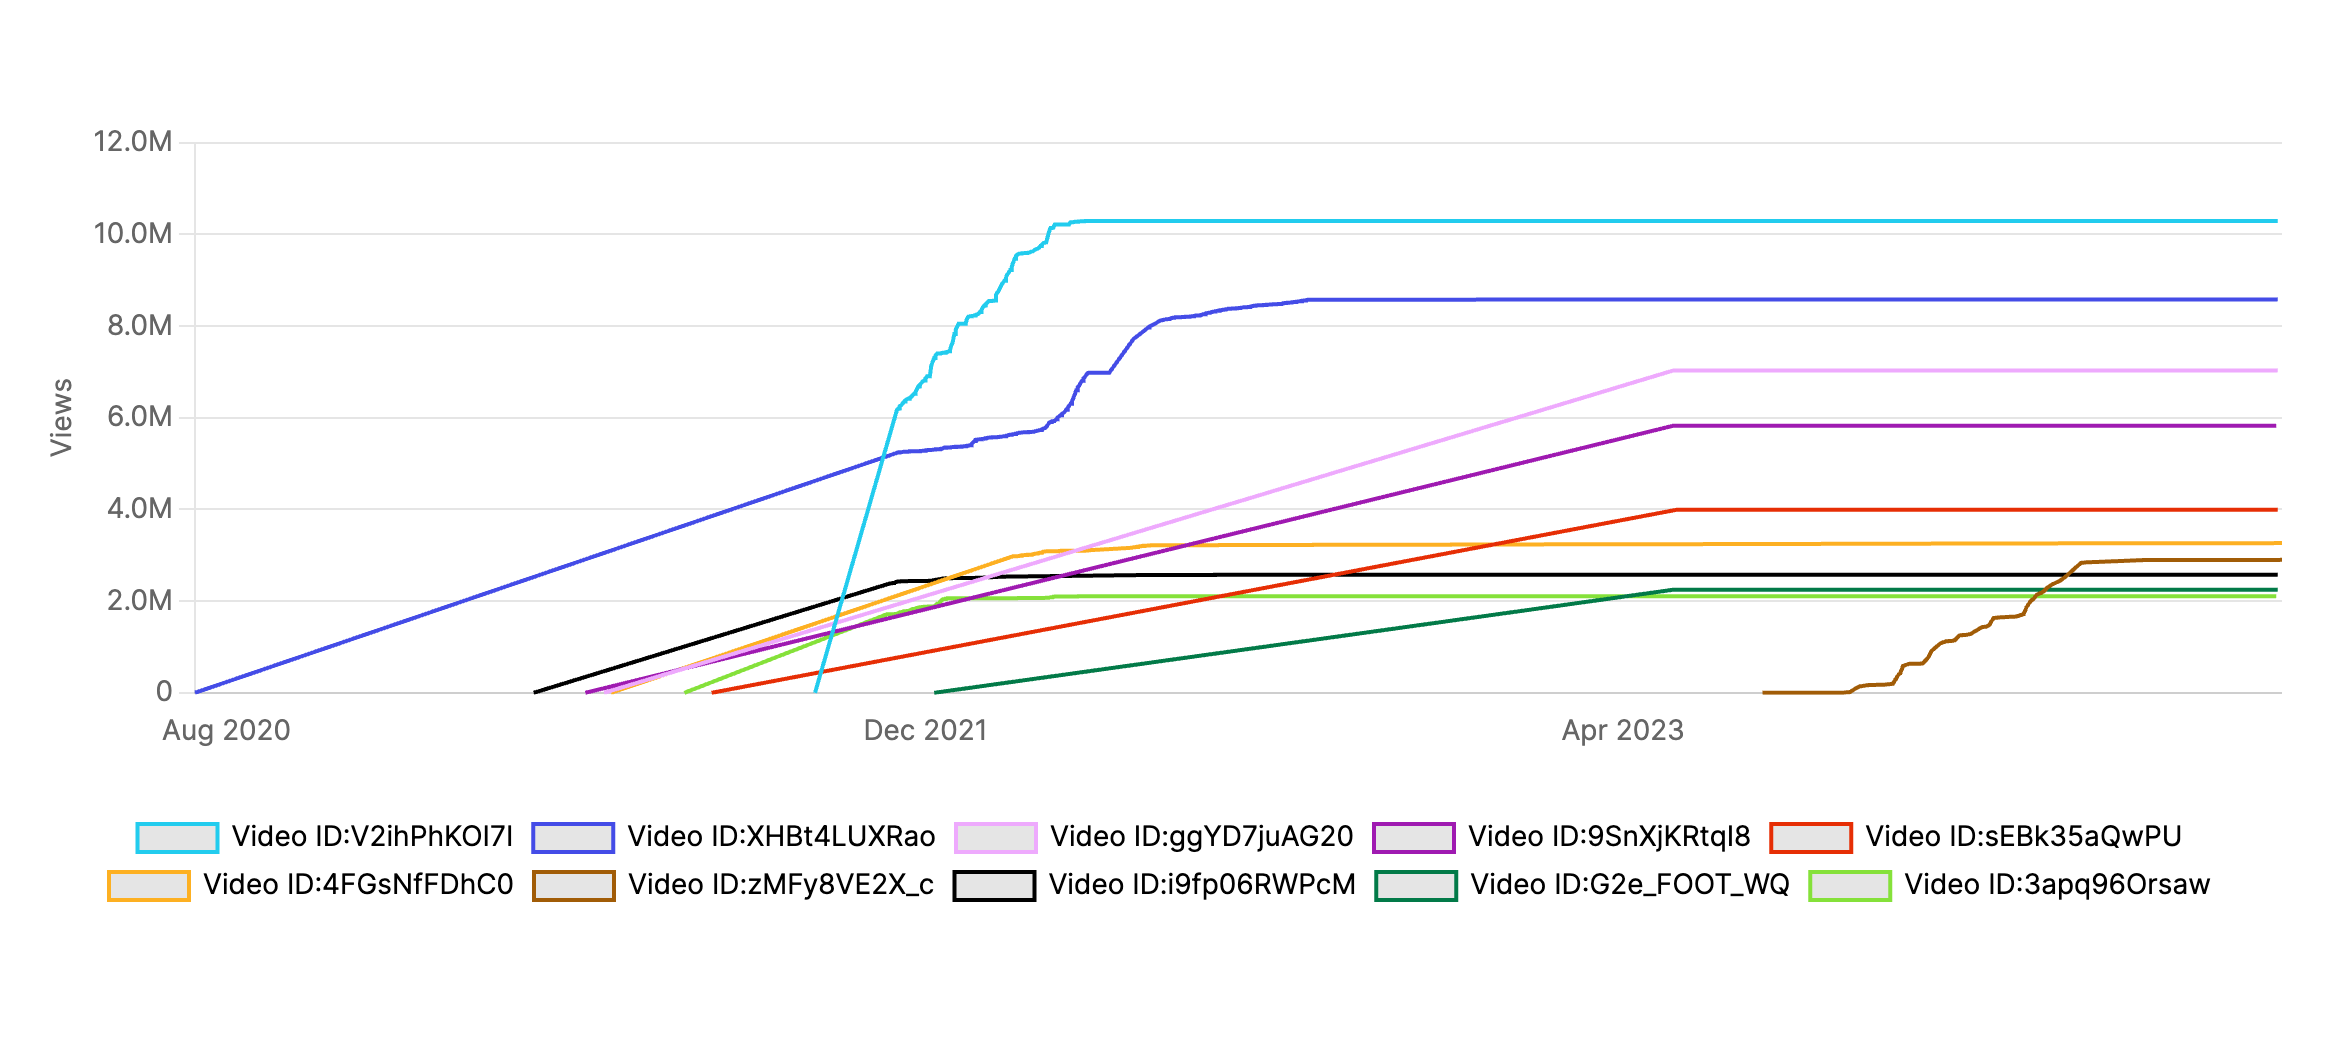 12.0M
10.0M
8.0M
6.0M
4.0M
2.0M
0
Views
Aug 2020 Dec 2021 Apr 2023
Video ID:V2ihPhKOI7I Video ID:XHBt4LUXRao Video ID:ggYD7juAG20 Video ID:9SnXjKRtqI8 Video ID:sEBk35aQwPU
Video ID:4FGsNfFDhC0 Video ID:zMFy8VE2X_c Video ID:i9fp06RWPcM Video ID:G2e_FOOT_WQ Video ID:3apq96Orsaw